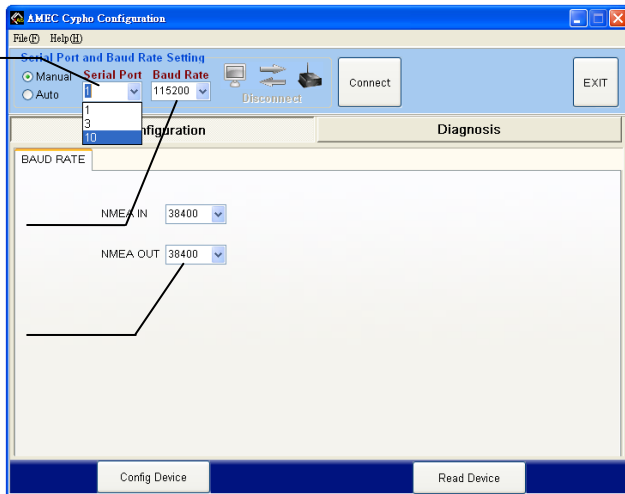 AMEC Cypho Configuration
File(F) Help(H)
Serial Port and Baud Rate Setting
Manual Serial Port Baud Rate
Auto 1 115200
Disconnect
Connect
EXIT
1
3
10
nfiguration Diagnosis
BAUD RATE
NMEA IN 38400
NMEA OUT 38400
Config Device Read Device